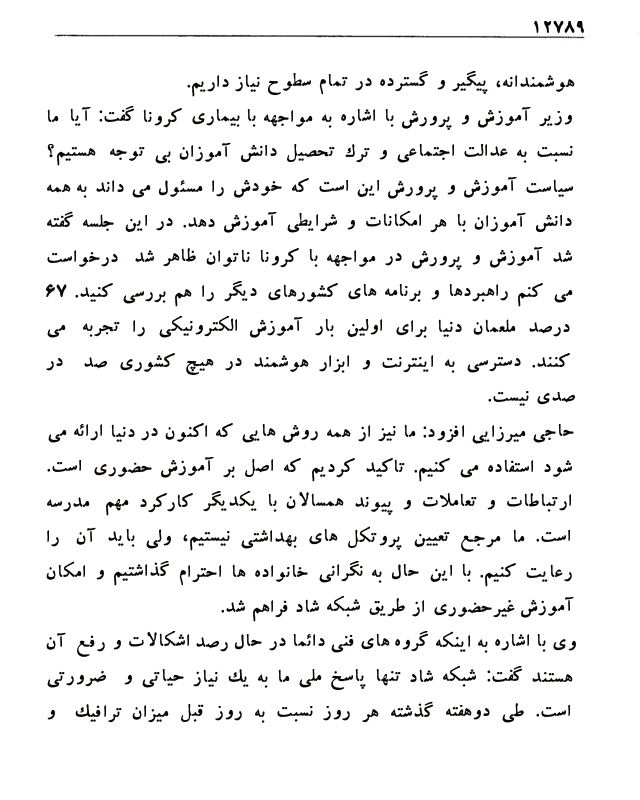 ۱۲۷۸۹
هوشمندانه، پیگیر و گسترده در تمام سطوح نیاز داریم.
وزیر آموزش و پرورش با اشاره به مواجهه با بیماری کرونا گفت: آیا ما
نسبت به عدالت اجتماعی و ترك تحصیل دانش آموزان بی توجه هستیم؟
سیاست آموزش و پرورش این است که خودش را مسئول می داند به همه
دانش آموزان با هر امکانات و شرایطی آموزش دهد. در این جلسه گفته
شد آموزش و پرورش در مواجهه با کرونا ناتوان ظاهر شد درخواست
می کنم راهبردها و برنامه های کشورهای دیگر را هم بررسی کنید. ۶۷
درصد ملعمان دنیا برای اولین بار آموزش الکترونیکی را تجربه می
کنند. دسترسی به اینترنت و ابزار هوشمند در هیچ کشوری صد در
صدی نیست.
حاجی میرزایی افزود: ما نیز از همه روش هایی که اکنون در دنیا ارائه می
شود استفاده می کنیم. تاکید کردیم که اصل بر آموزش حضوری است.
ارتباطات و تعاملات و پیوند همسالان با یکدیگر کارکرد مهم مدرسه
است. ما مرجع تعیین پروتکل های بهداشتی نیستیم، ولی باید آن را
رعایت کنیم. با این حال به نگرانی خانواده ها احترام گذاشتیم و امکان
آموزش غیرحضوری از طریق شبکه شاد فراهم شد.
وی با اشاره به اینکه گروه های فنی دائما در حال رصد اشکالات و رفع آن
هستند گفت: شبکه شاد تنها پاسخ ملی ما به یك نیاز حیاتی و ضرورتی
است. طی دوهفته گذشته هر روز نسبت به روز قبل میزان ترافیك و